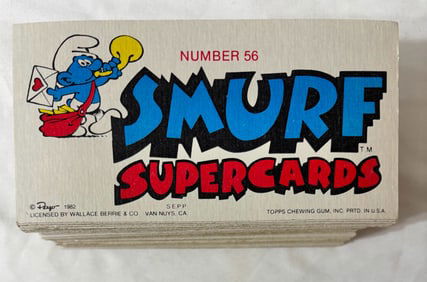 NUMBER 56
SMURF
TM
SUPERCARDS
© Peyo 1982 SEPP
LICENSED BY WALLACE BERRIE & CO. VAN NUYS, CA. TOPPS CHEWING GUM, INC. PRTD. IN U.S.A.